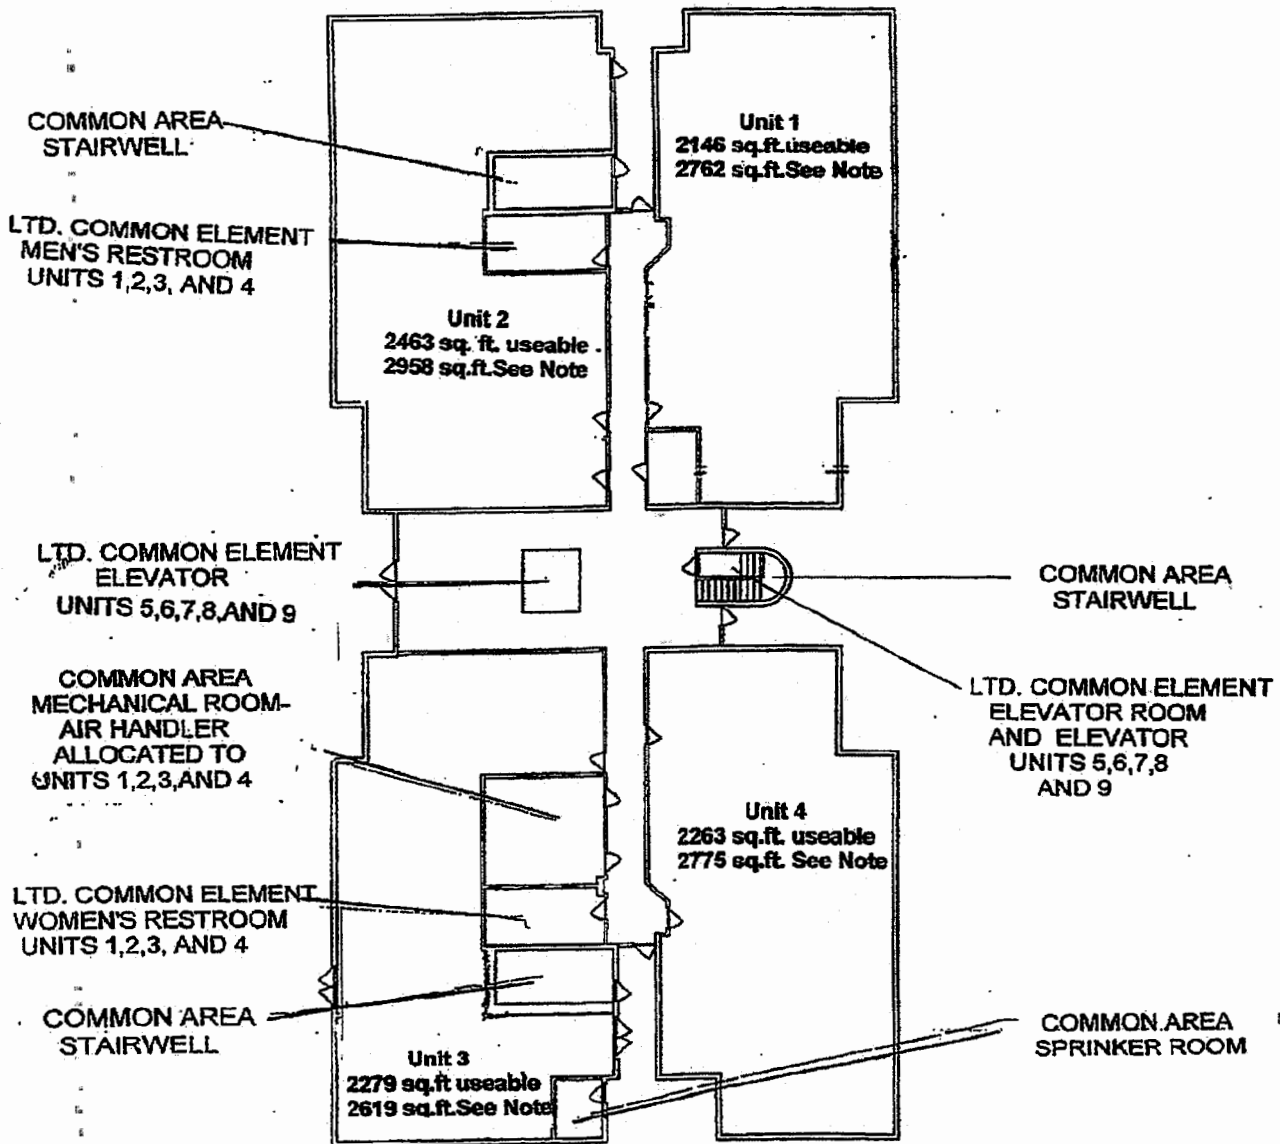 COMMON AREA
STAIRWELL
Unit 1
2146 sq.ft.useable
2762 sq.ft.See Note
LTD. COMMON ELEMENT
MEN'S RESTROOM
UNITS 1,2,3, AND 4
Unit 2
2463 sq. ft. useable
2958 sq.ft.See Note
LTD. COMMON ELEMENT
ELEVATOR
UNITS 5,6,7,8,AND 9
COMMON AREA
STAIRWELL
COMMON AREA
MECHANICAL ROOM-
AIR HANDLER
ALLOCATED TO
UNITS 1,2,3,AND 4
LTD. COMMON ELEMENT
ELEVATOR ROOM
AND ELEVATOR
UNITS 5,6,7,8
AND 9
Unit 4
2263 sq.ft. useable
2775 sq.ft. See Note
LTD. COMMON ELEMENT
WOMEN'S RESTROOM
UNITS 1,2,3, AND 4
COMMON AREA
STAIRWELL
Unit 3
2279 sq.ft useable
2619 sq.ft.See Note
COMMON AREA
SPRINKER ROOM